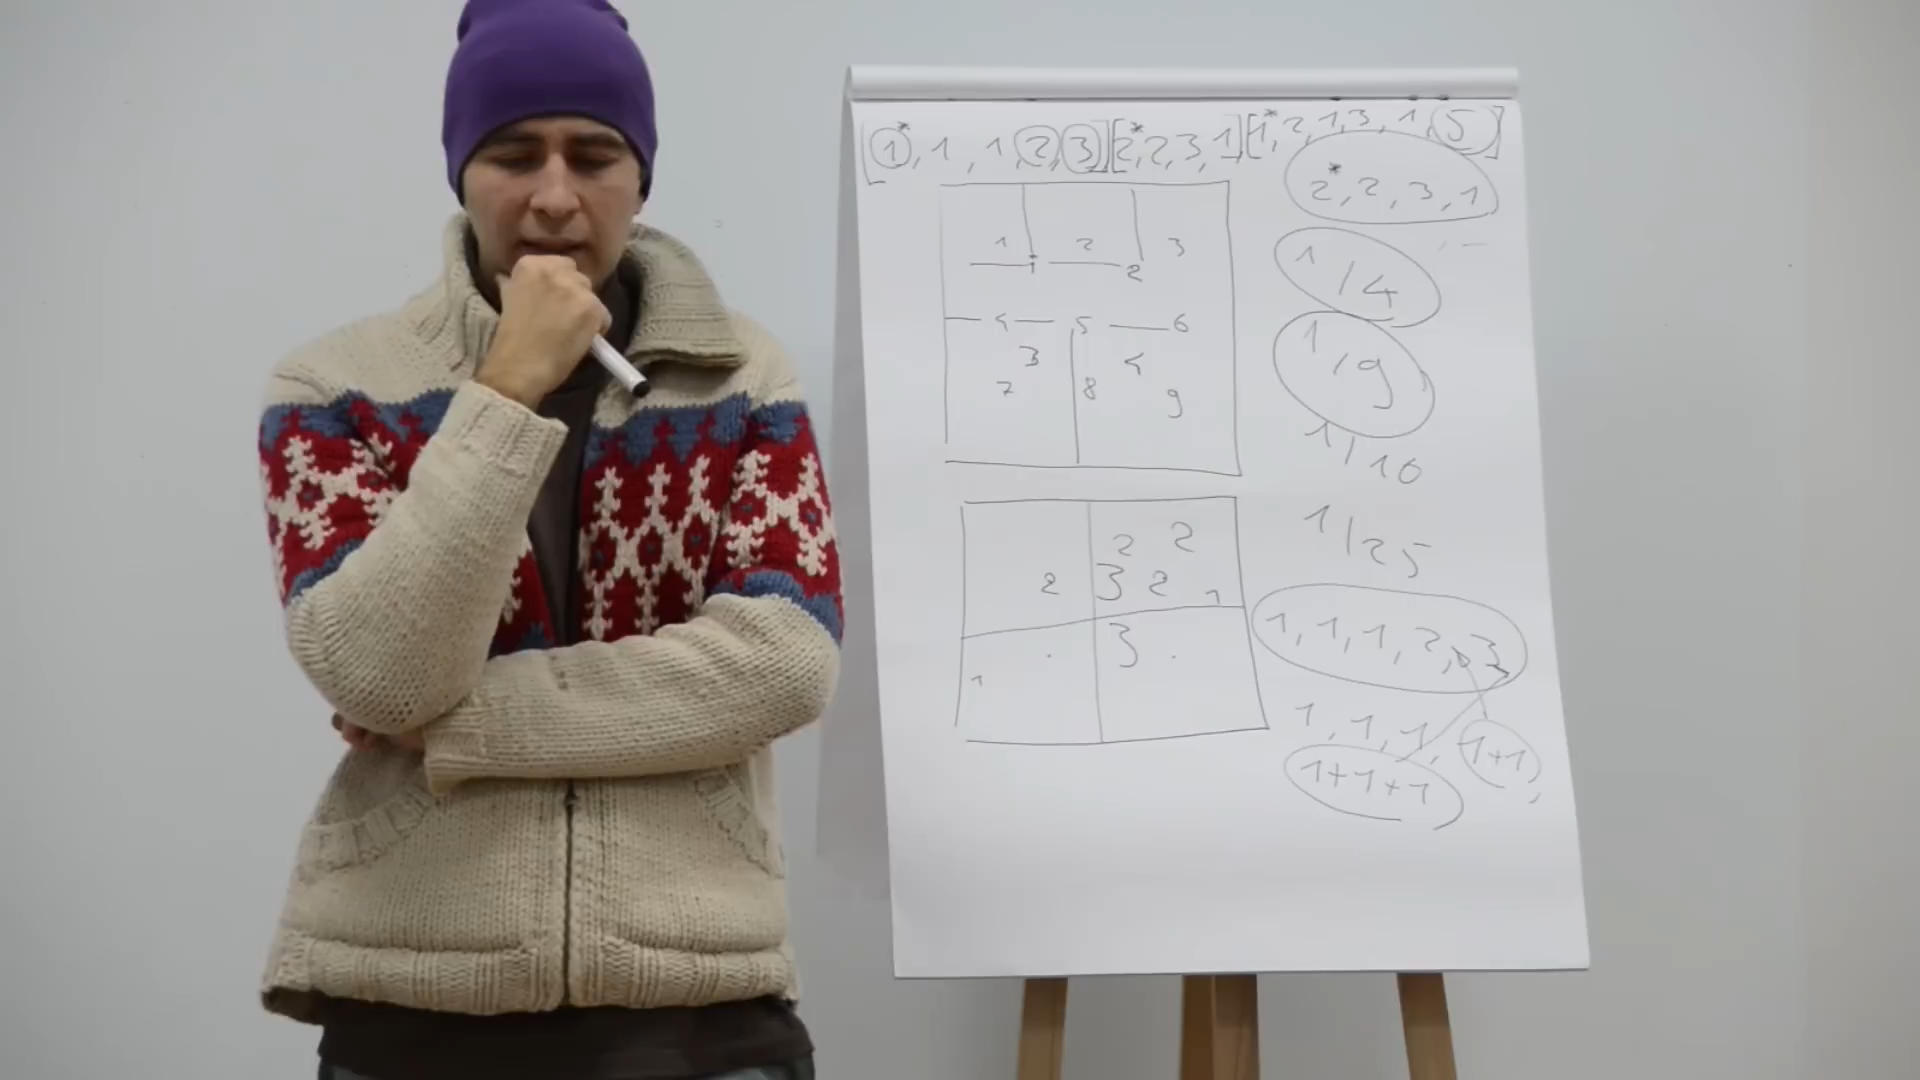 [1*, 1, 1, 2, 3][2*, 2, 3, 1][1*, 2, 1, 3, 1, 5]
2*, 2, 3, 1
1 2 3
1 2
4 5 6
3 4
7 8 9
1/4
1/9
1/16
1/25
2 2
2 3 2 1
3
1
1, 1, 1, 2, 3
1, 1, 1, 1+1,
1+1+1